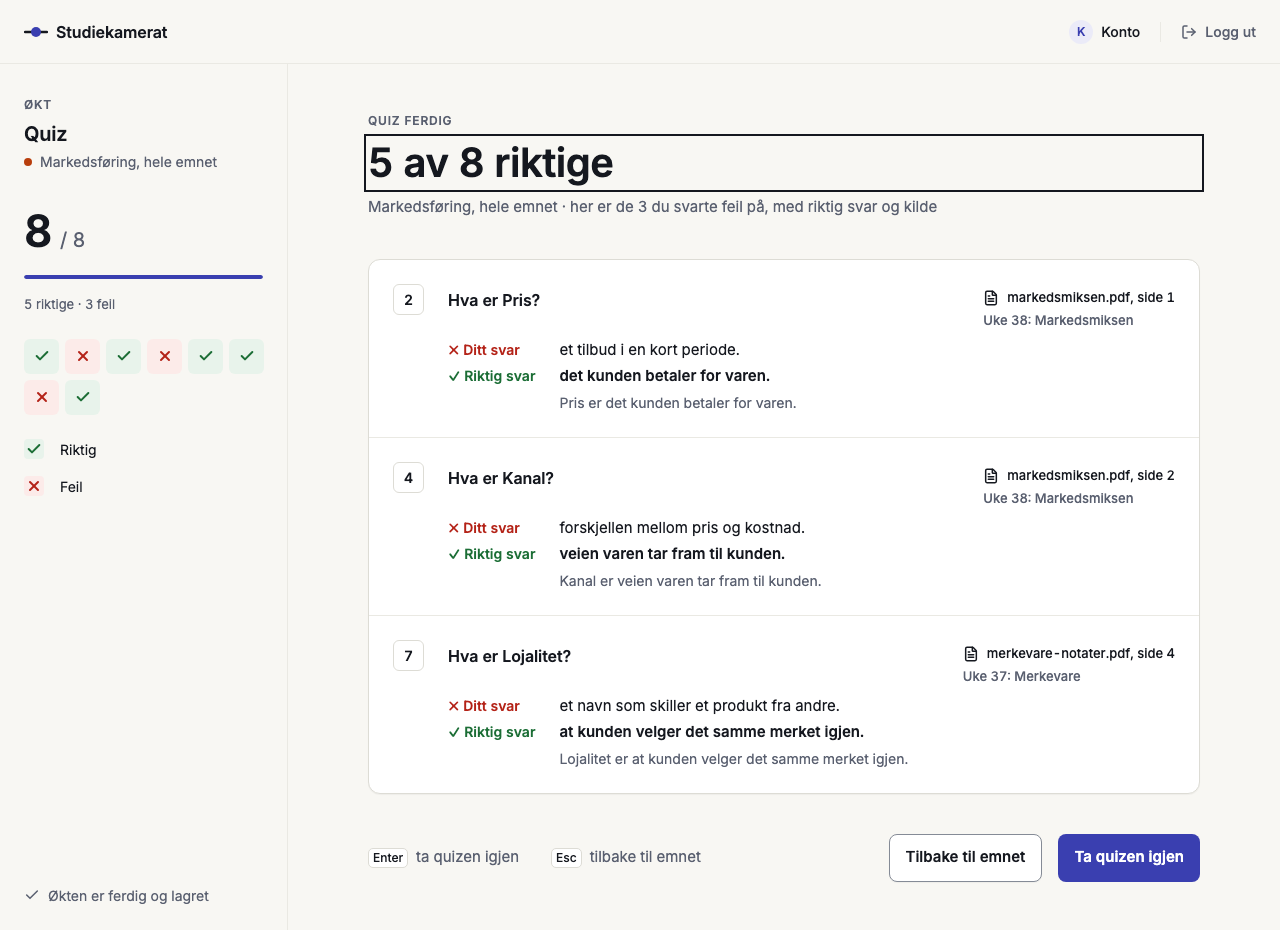 Studiekamerat
K Konto
Logg ut
ØKT
Quiz
Markedsføring, hele emnet
8 / 8
5 riktige · 3 feil
Riktig
Feil
Økten er ferdig og lagret
QUIZ FERDIG
5 av 8 riktige
Markedsføring, hele emnet · her er de 3 du svarte feil på, med riktig svar og kilde
2 Hva er Pris?
markedsmiksen.pdf, side 1
Uke 38: Markedsmiksen
Ditt svar et tilbud i en kort periode.
Riktig svar det kunden betaler for varen.
Pris er det kunden betaler for varen.
4 Hva er Kanal?
markedsmiksen.pdf, side 2
Uke 38: Markedsmiksen
Ditt svar forskjellen mellom pris og kostnad.
Riktig svar veien varen tar fram til kunden.
Kanal er veien varen tar fram til kunden.
7 Hva er Lojalitet?
merkevare-notater.pdf, side 4
Uke 37: Merkevare
Ditt svar et navn som skiller et produkt fra andre.
Riktig svar at kunden velger det samme merket igjen.
Lojalitet er at kunden velger det samme merket igjen.
Enter ta quizen igjen
Esc tilbake til emnet
Tilbake til emnet
Ta quizen igjen